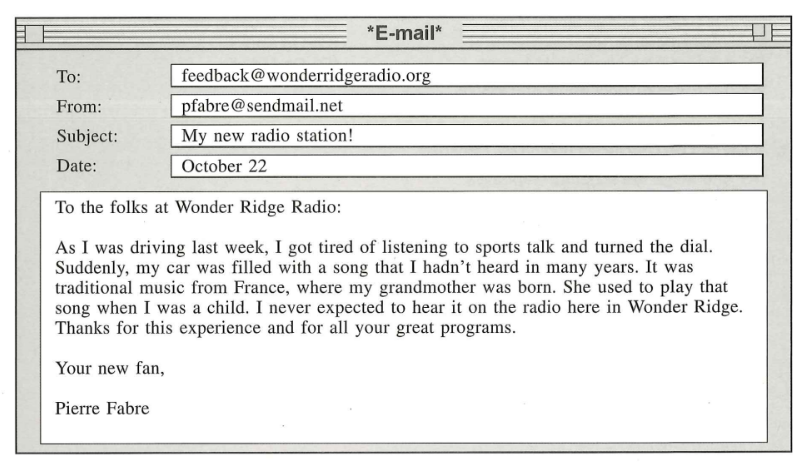 *E-mail*
To: feedback@wonderridgeradio.org
From: pfabre@sendmail.net
Subject: My new radio station!
Date: October 22
To the folks at Wonder Ridge Radio:
As I was driving last week, I got tired of listening to sports talk and turned the dial.
Suddenly, my car was filled with a song that I hadn't heard in many years. It was
traditional music from France, where my grandmother was born. She used to play that
song when I was a child. I never expected to hear it on the radio here in Wonder Ridge.
Thanks for this experience and for all your great programs.
Your new fan,
Pierre Fabre